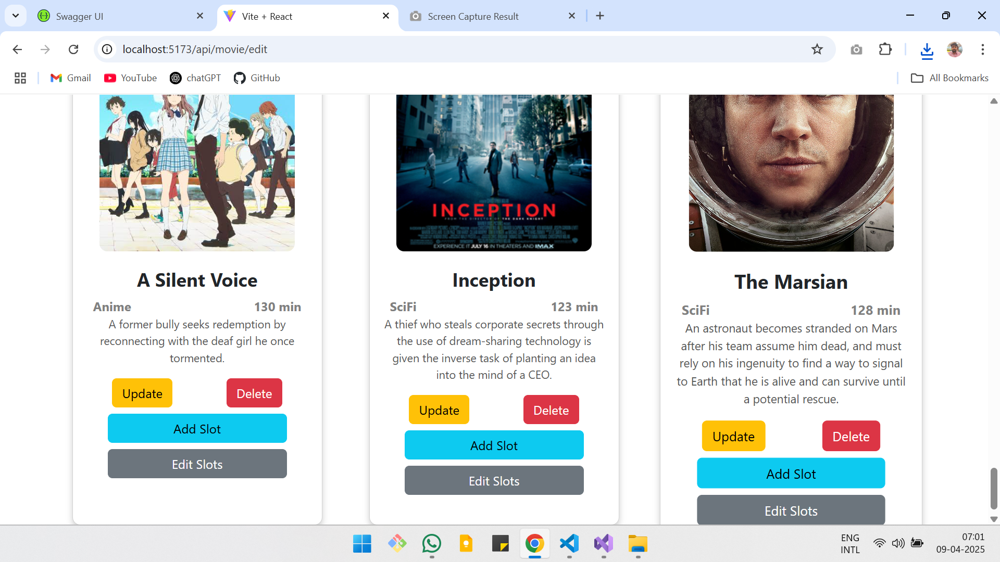 Swagger UI
Vite + React
Screen Capture Result
localhost:5173/api/movie/edit
Gmail
YouTube
chatGPT
GitHub
All Bookmarks
INCEPTION
FROM THE DIRECTOR OF THE DARK KNIGHT
EXPERIENCE IT JULY 16 IN THEATERS AND IMAX
A Silent Voice
Anime 130 min
A former bully seeks redemption by
reconnecting with the deaf girl he once
tormented.
Update Delete
Add Slot
Edit Slots
Inception
SciFi 123 min
A thief who steals corporate secrets through
the use of dream-sharing technology is
given the inverse task of planting an idea
into the mind of a CEO.
Update Delete
Add Slot
Edit Slots
The Marsian
SciFi 128 min
An astronaut becomes stranded on Mars
after his team assume him dead, and must
rely on his ingenuity to find a way to signal
to Earth that he is alive and can survive until
a potential rescue.
Update Delete
Add Slot
Edit Slots
ENG
INTL
07:01
09-04-2025